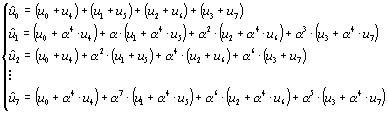 û₀ = (u₀ + u₄) + (u₁ + u₅) + (u₂ + u₆) + (u₃ + u₇)
û₁ = (u₀ + α⁴ · u₄) + α · (u₁ + α⁴ · u₅) + α² · (u₂ + α⁴ · u₆) + α³ · (u₃ + α⁴ · u₇)
û₂ = (u₀ + u₄) + α² · (u₁ + u₅) + α⁴ · (u₂ + u₆) + α⁶ · (u₃ + u₇)
⋮
û₇ = (u₀ + α⁴ · u₄) + α⁷ · (u₁ + α⁴ · u₅) + α⁶ · (u₂ + α⁴ · u₆) + α⁵ · (u₃ + α⁴ · u₇)